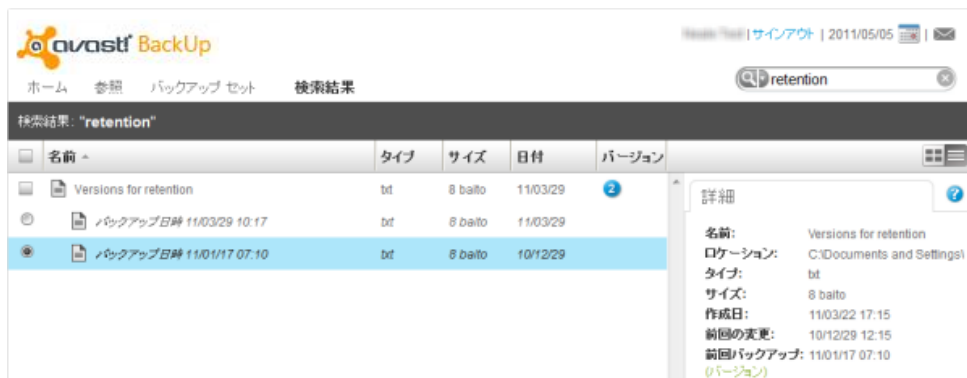 avast! BackUp
| サインアウト | 2011/05/05 |
ホーム 参照 バックアップ セット 検索結果
retention
検索結果: "retention"
名前 タイプ サイズ 日付 バージョン
Versions for retention txt 8 baito 11/03/29 2
バックアップ日時 11/03/29 10:17 txt 8 baito 11/03/29
バックアップ日時 11/01/17 07:10 txt 8 baito 10/12/29
詳細 ?
名前: Versions for retention
ロケーション: C:\Documents and Settings\
タイプ: txt
サイズ: 8 baito
作成日: 11/03/22 17:15
前回の変更: 10/12/29 12:15
前回バックアップ: 11/01/17 07:10
(バージョン)